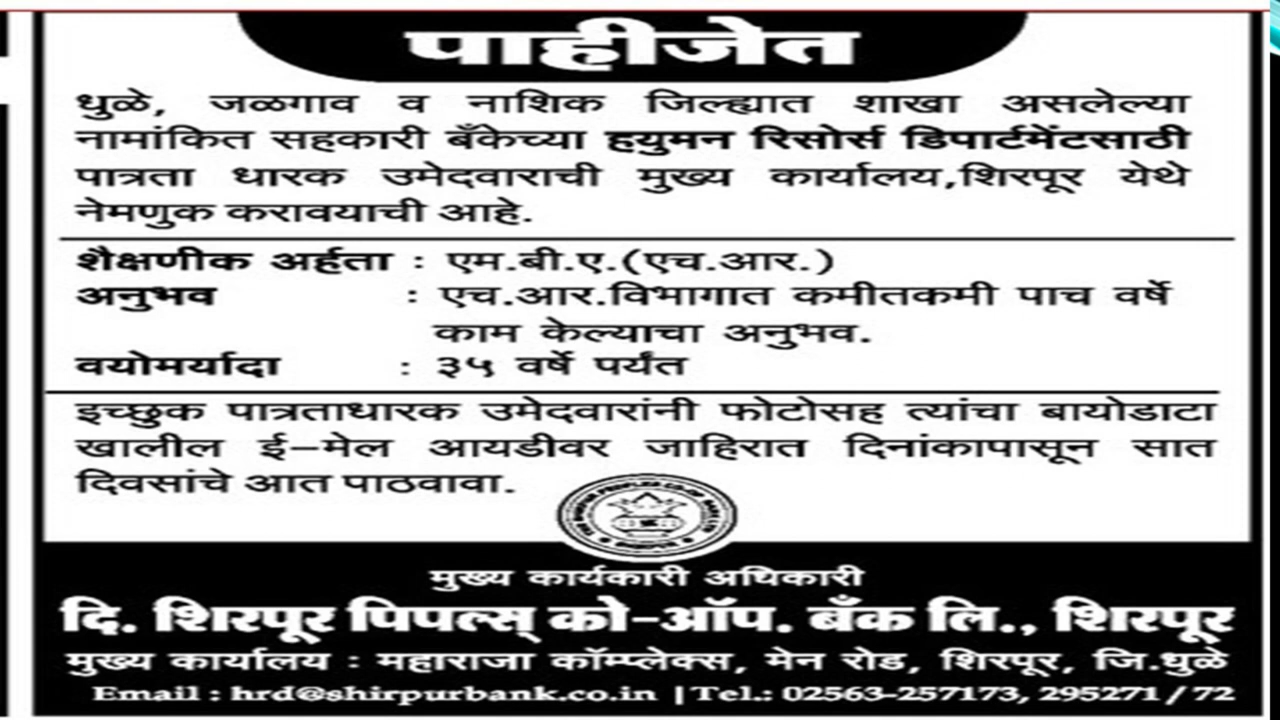 पाहीजेत
धुळे, जळगाव व नाशिक जिल्ह्यात शाखा असलेल्या
नामांकित सहकारी बँकेच्या हयुमन रिसोर्स डिपार्टमेंटसाठी
पात्रता धारक उमेदवाराची मुख्य कार्यालय,शिरपूर येथे
नेमणुक करावयाची आहे.
शैक्षणीक अर्हता : एम.बी.ए.(एच.आर.)
अनुभव : एच.आर.विभागात कमीतकमी पाच वर्षे
काम केल्याचा अनुभव.
वयोमर्यादा : ३५ वर्षे पर्यंत
इच्छुक पात्रताधारक उमेदवारांनी फोटोसह त्यांचा बायोडाटा
खालील ई-मेल आयडीवर जाहिरात दिनांकापासून सात
दिवसांचे आत पाठवावा.
मुख्य कार्यकारी अधिकारी
दि. शिरपूर पिपल्स् को-ऑप. बँक लि., शिरपूर
मुख्य कार्यालय : महाराजा कॉम्प्लेक्स, मेन रोड, शिरपूर, जि.धुळे
Email : hrd@shirpurbank.co.in | Tel.: 02563-257173, 295271 / 72